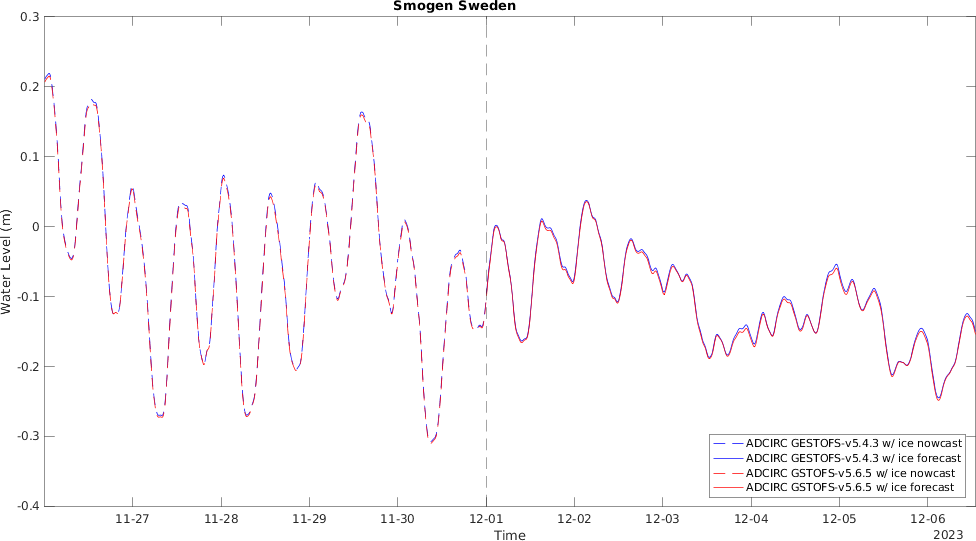 Smogen Sweden
0.3
0.2
0.1
0
-0.1
-0.2
-0.3
-0.4
Water Level (m)
ADCIRC GESTOFS-v5.4.3 w/ ice nowcast
ADCIRC GESTOFS-v5.4.3 w/ ice forecast
ADCIRC GSTOFS-v5.6.5 w/ ice nowcast
ADCIRC GSTOFS-v5.6.5 w/ ice forecast
11-27 11-28 11-29 11-30 12-01 12-02 12-03 12-04 12-05 12-06
Time
2023